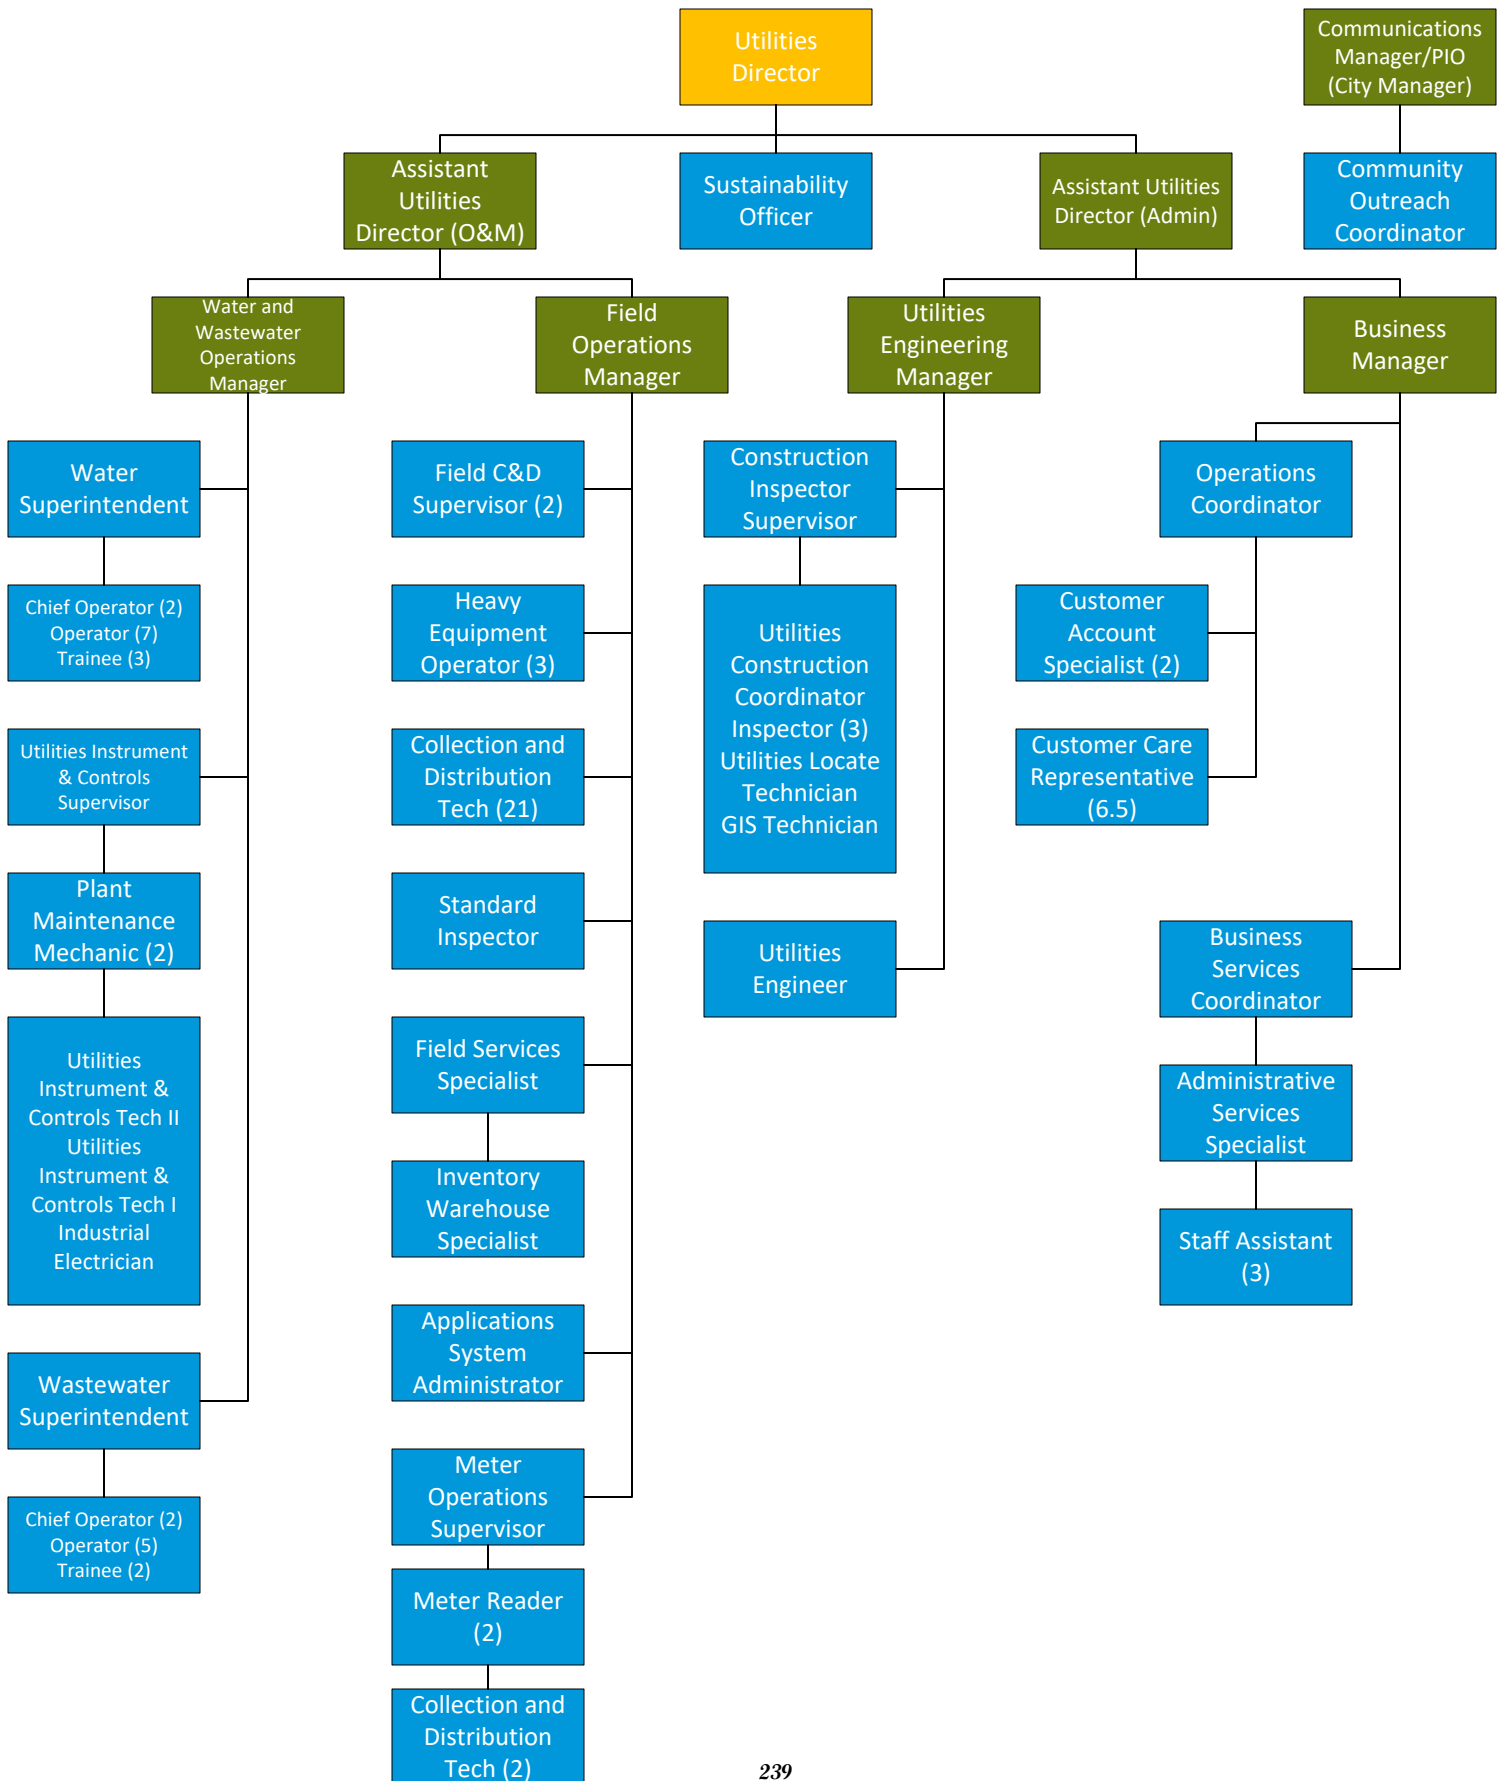 Utilities
Director
Communications
Manager/PIO
(City Manager)
Assistant
Utilities
Director (O&M)
Sustainability
Officer
Assistant Utilities
Director (Admin)
Community
Outreach
Coordinator
Water and
Wastewater
Operations
Manager
Field
Operations
Manager
Utilities
Engineering
Manager
Business
Manager
Water
Superintendent
Field C&D
Supervisor (2)
Construction
Inspector
Supervisor
Operations
Coordinator
Chief Operator (2)
Operator (7)
Trainee (3)
Heavy
Equipment
Operator (3)
Utilities
Construction
Coordinator
Inspector (3)
Utilities Locate
Technician
GIS Technician
Customer
Account
Specialist (2)
Utilities Instrument
& Controls
Supervisor
Collection and
Distribution
Tech (21)
Customer Care
Representative
(6.5)
Plant
Maintenance
Mechanic (2)
Standard
Inspector
Utilities
Engineer
Business
Services
Coordinator
Utilities
Instrument &
Controls Tech II
Utilities
Instrument &
Controls Tech I
Industrial
Electrician
Field Services
Specialist
Administrative
Services
Specialist
Inventory
Warehouse
Specialist
Staff Assistant
(3)
Applications
System
Administrator
Wastewater
Superintendent
Meter
Operations
Supervisor
Chief Operator (2)
Operator (5)
Trainee (2)
Meter Reader
(2)
Collection and
Distribution
Tech (2)
239